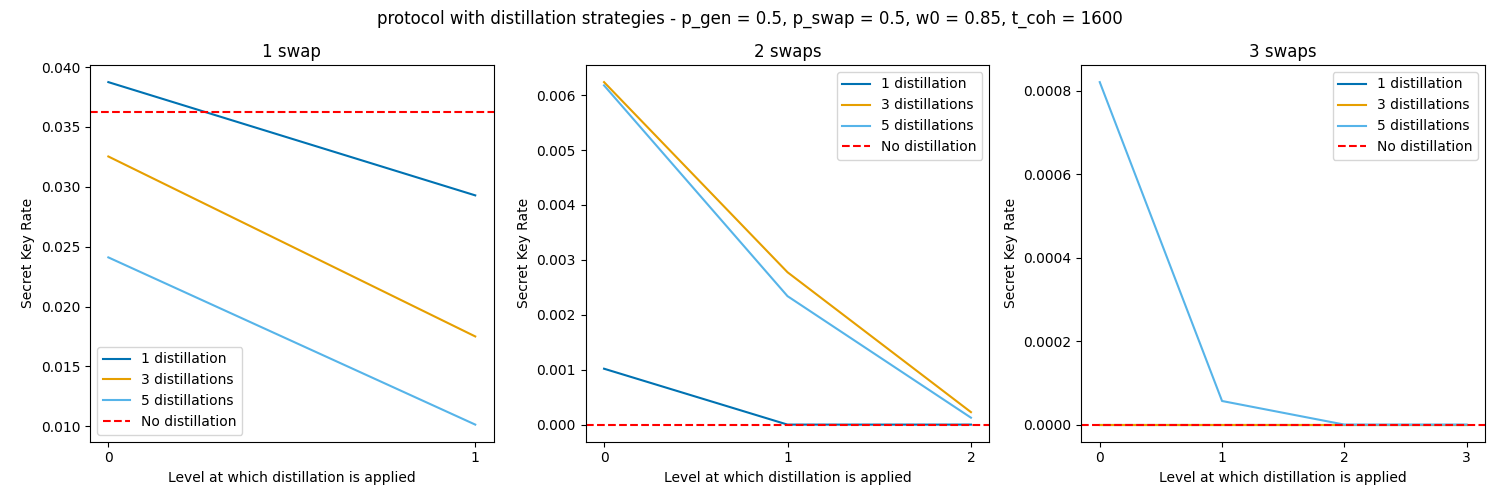 protocol with distillation strategies - p_gen = 0.5, p_swap = 0.5, w0 = 0.85, t_coh = 1600
1 swap
0.040
0.035
0.030
0.025
0.020
0.015
0.010
Secret Key Rate
1 distillation
3 distillations
5 distillations
No distillation
0 1
Level at which distillation is applied
2 swaps
0.006
0.005
0.004
0.003
0.002
0.001
0.000
Secret Key Rate
1 distillation
3 distillations
5 distillations
No distillation
0 1 2
Level at which distillation is applied
3 swaps
0.0008
0.0006
0.0004
0.0002
0.0000
Secret Key Rate
1 distillation
3 distillations
5 distillations
No distillation
0 1 2 3
Level at which distillation is applied